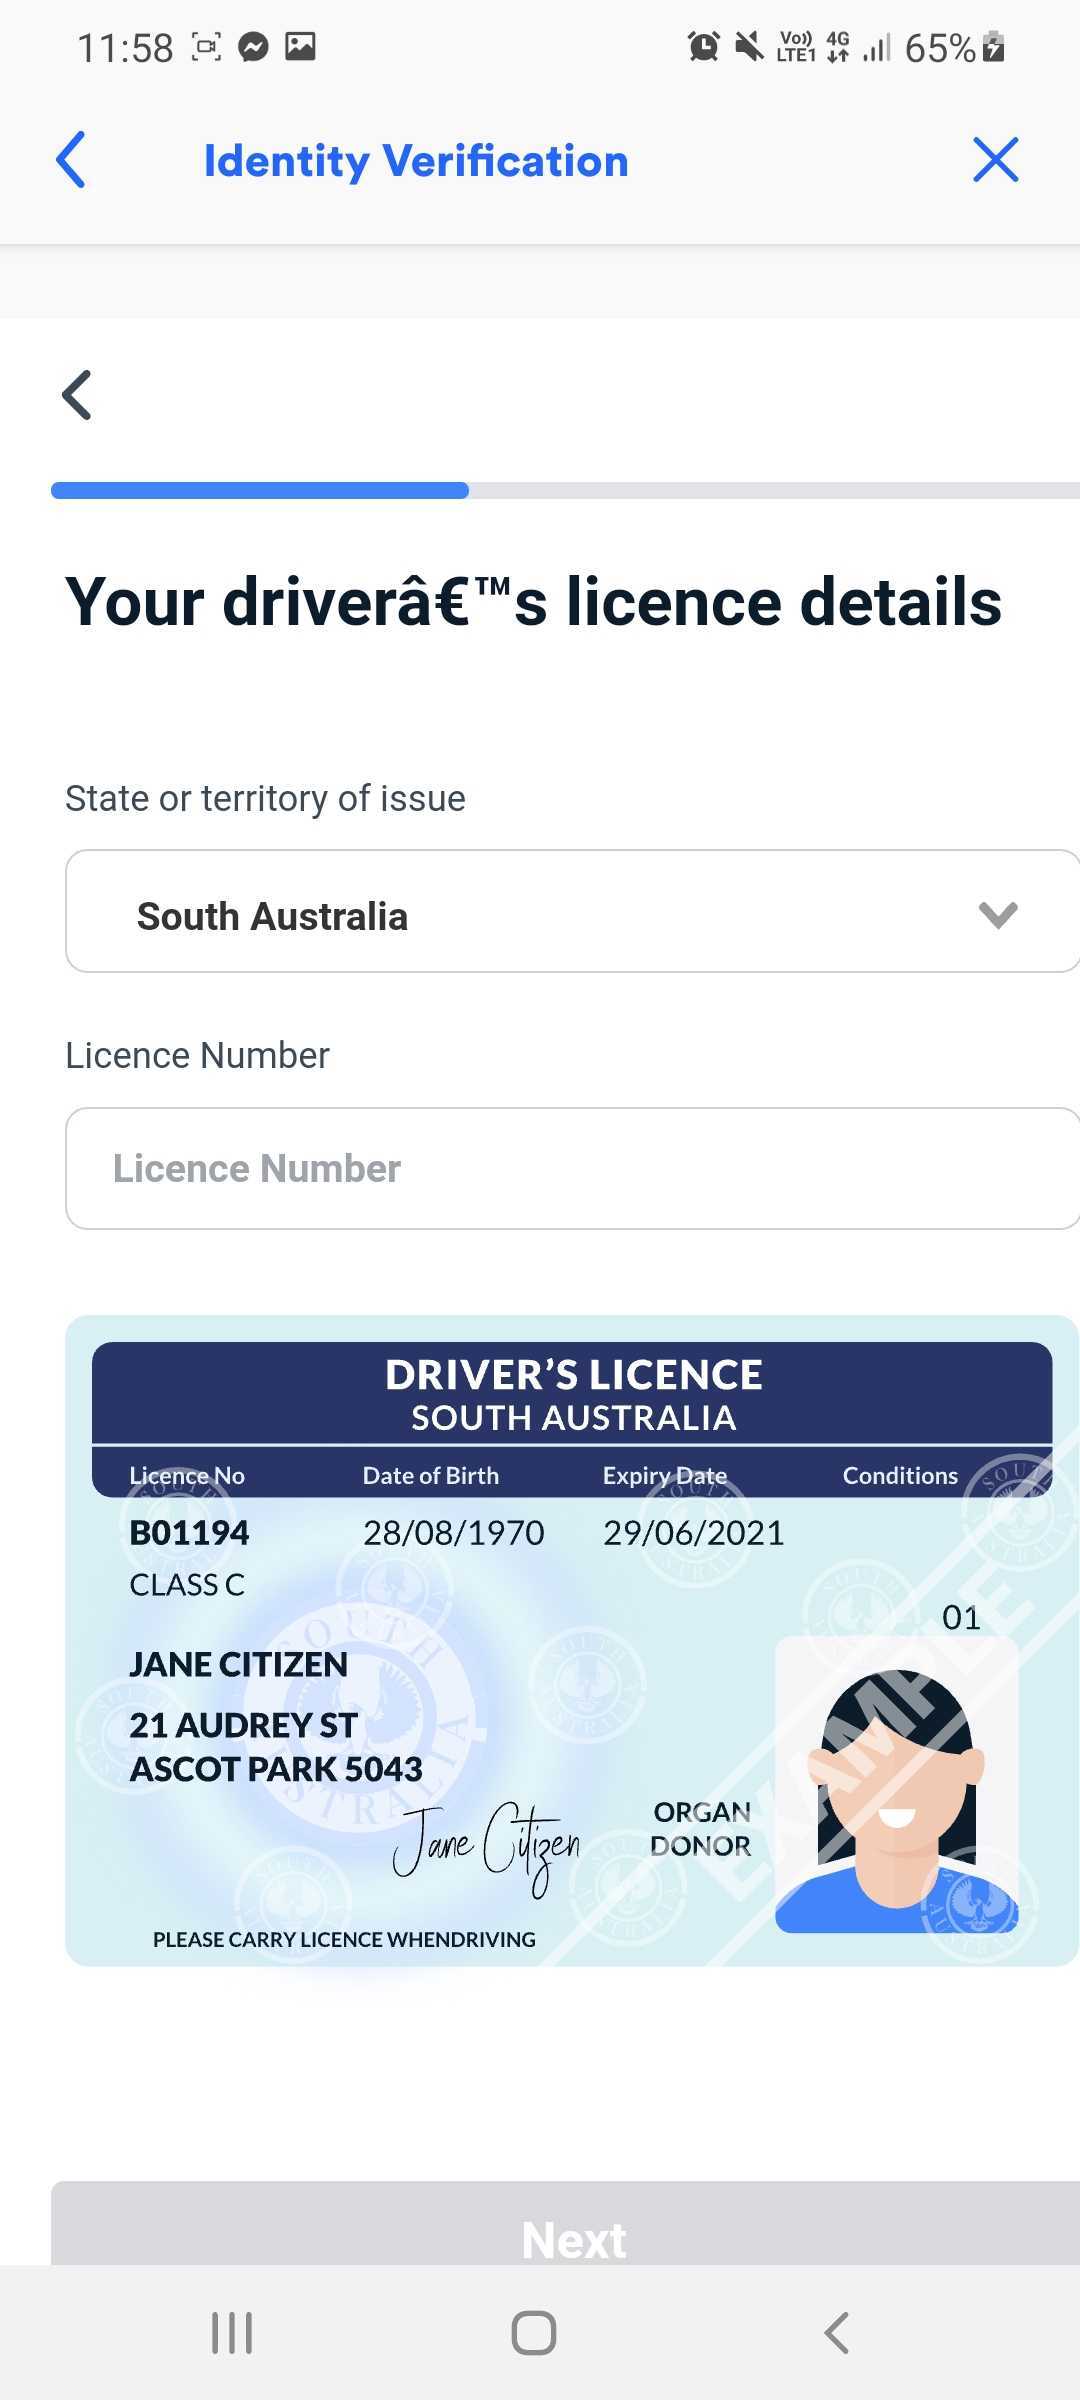 11:58
Vo)) LTE1 4G 65%
Identity Verification
Your driverâ€™s licence details
State or territory of issue
South Australia
Licence Number
Licence Number
DRIVER’S LICENCE
SOUTH AUSTRALIA
Licence No Date of Birth Expiry Date Conditions
B01194 28/08/1970 29/06/2021
CLASS C
01
JANE CITIZEN
21 AUDREY ST
ASCOT PARK 5043
SOUTH AUSTRALIA
EXAMPLE
Jane Citizen
ORGAN
DONOR
PLEASE CARRY LICENCE WHENDRIVING
Next